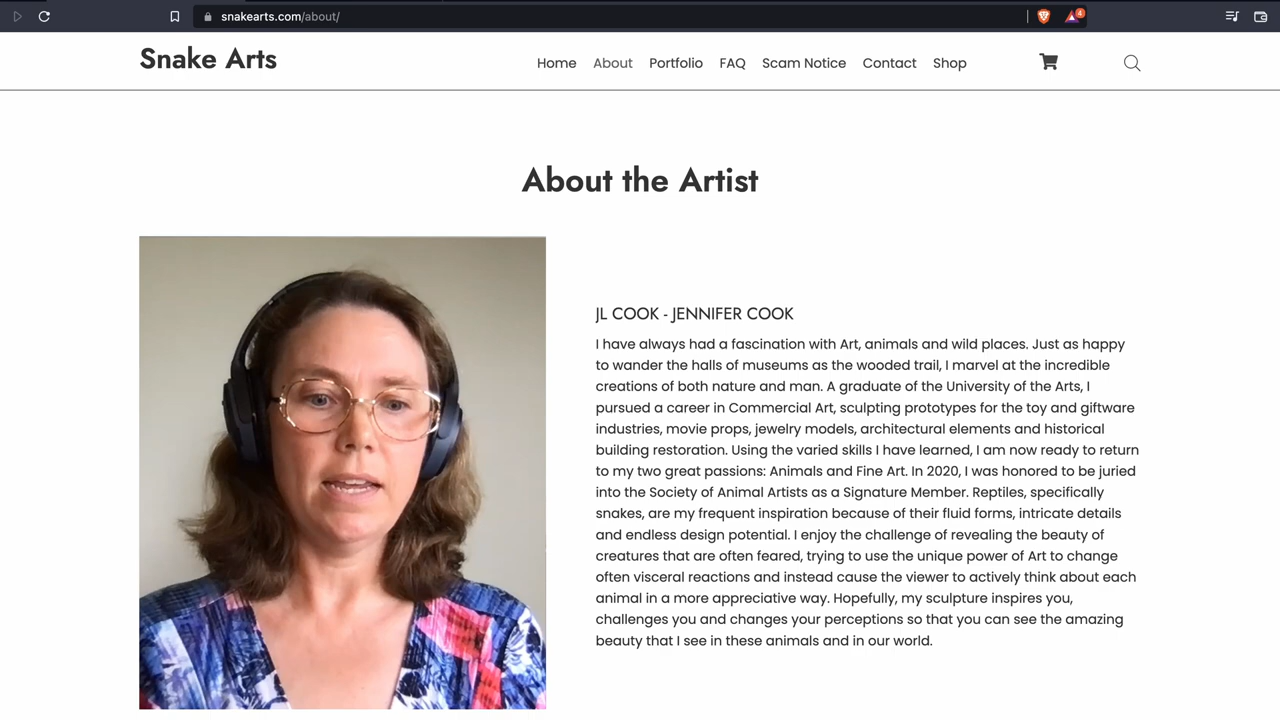 snakearts.com/about/
4
Snake Arts
Home About Portfolio FAQ Scam Notice Contact Shop
About the Artist
JL COOK - JENNIFER COOK
I have always had a fascination with Art, animals and wild places. Just as happy
to wander the halls of museums as the wooded trail, I marvel at the incredible
creations of both nature and man. A graduate of the University of the Arts, I
pursued a career in Commercial Art, sculpting prototypes for the toy and giftware
industries, movie props, jewelry models, architectural elements and historical
building restoration. Using the varied skills I have learned, I am now ready to return
to my two great passions: Animals and Fine Art. In 2020, I was honored to be juried
into the Society of Animal Artists as a Signature Member. Reptiles, specifically
snakes, are my frequent inspiration because of their fluid forms, intricate details
and endless design potential. I enjoy the challenge of revealing the beauty of
creatures that are often feared, trying to use the unique power of Art to change
often visceral reactions and instead cause the viewer to actively think about each
animal in a more appreciative way. Hopefully, my sculpture inspires you,
challenges you and changes your perceptions so that you can see the amazing
beauty that I see in these animals and in our world.